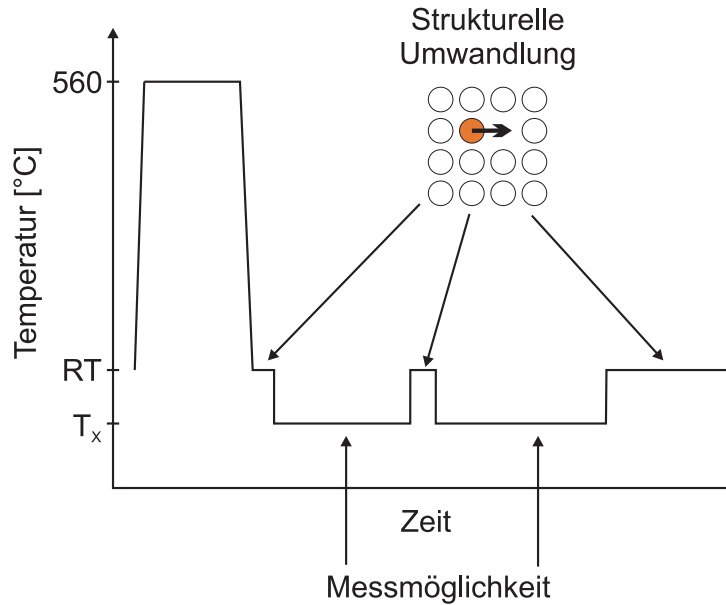 Strukturelle
Umwandlung
560
Temperatur [°C]
RT
Tₓ
Zeit
Messmöglichkeit